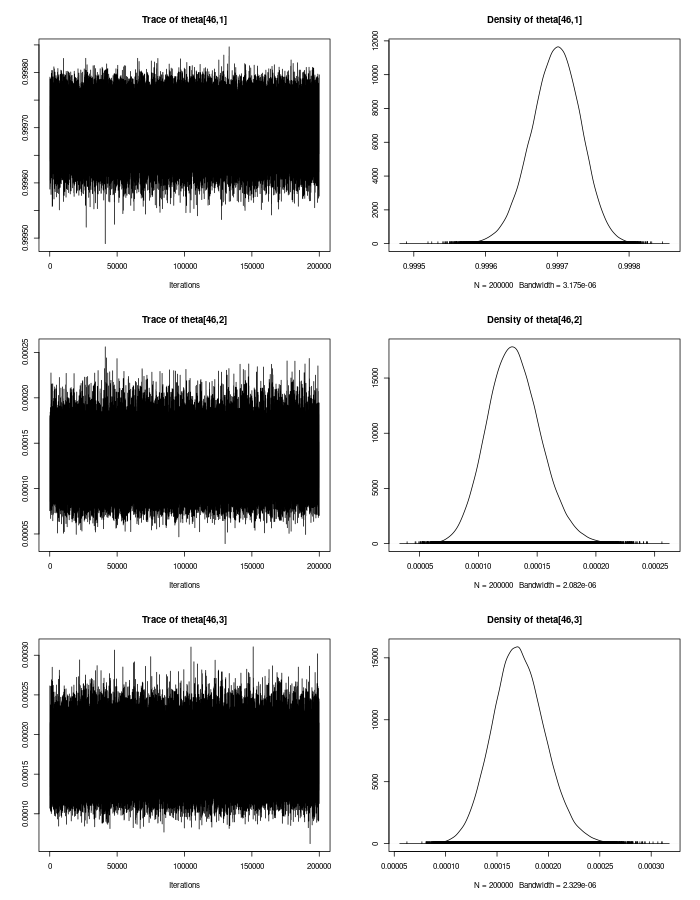 Trace of theta[46,1]
0.99950 0.99960 0.99970 0.99980
0 50000 100000 150000 200000
Iterations
Density of theta[46,1]
0 2000 4000 6000 8000 10000 12000
0.9995 0.9996 0.9997 0.9998
N = 200000 Bandwidth = 3.175e-06
Trace of theta[46,2]
0.00005 0.00010 0.00015 0.00020 0.00025
0 50000 100000 150000 200000
Iterations
Density of theta[46,2]
0 5000 10000 15000
0.00005 0.00010 0.00015 0.00020 0.00025
N = 200000 Bandwidth = 2.082e-06
Trace of theta[46,3]
0.00010 0.00015 0.00020 0.00025 0.00030
0 50000 100000 150000 200000
Iterations
Density of theta[46,3]
0 5000 10000 15000
0.00005 0.00010 0.00015 0.00020 0.00025 0.00030
N = 200000 Bandwidth = 2.329e-06